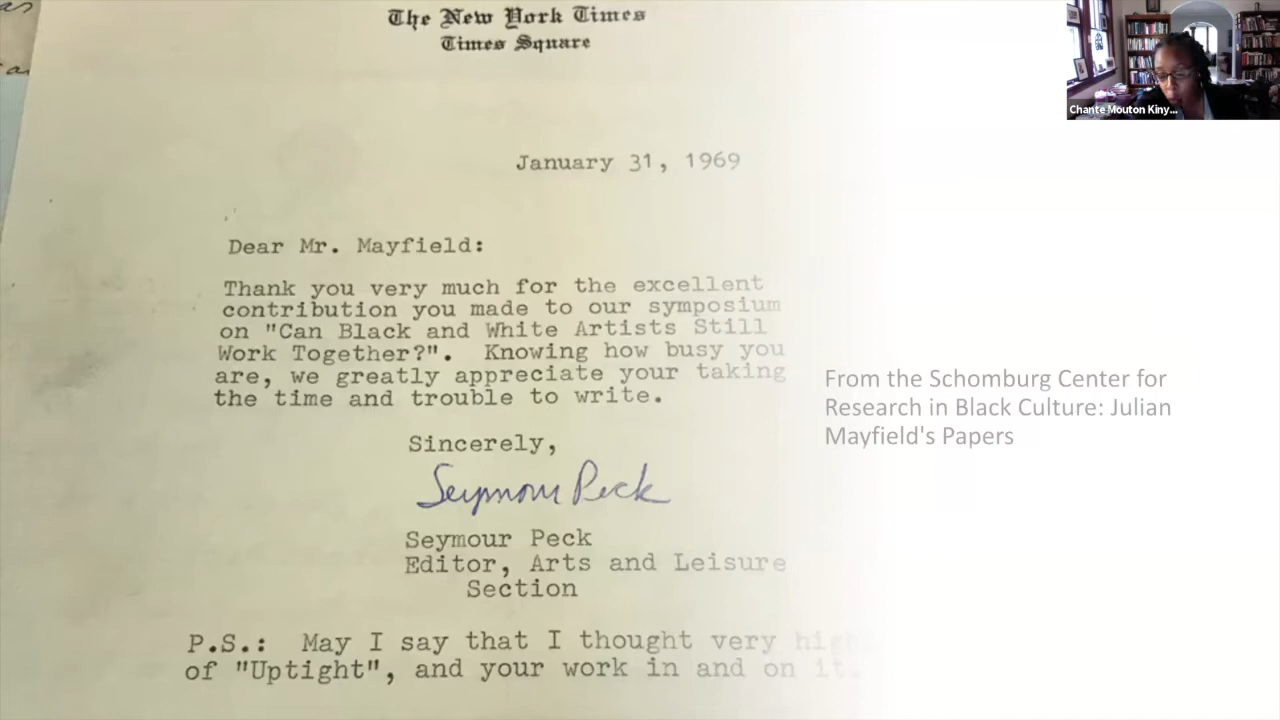 The New York Times
Times Square
January 31, 1969
Dear Mr. Mayfield:
Thank you very much for the excellent
contribution you made to our symposium
on "Can Black and White Artists Still
Work Together?". Knowing how busy you
are, we greatly appreciate your taking
the time and trouble to write.
Sincerely,
Seymour Peck
Seymour Peck
Editor, Arts and Leisure
Section
P.S.: May I say that I thought very
of "Uptight", and your work in and on it.
From the Schomburg Center for
Research in Black Culture: Julian
Mayfield's Papers
Chante Mouton Kiny...